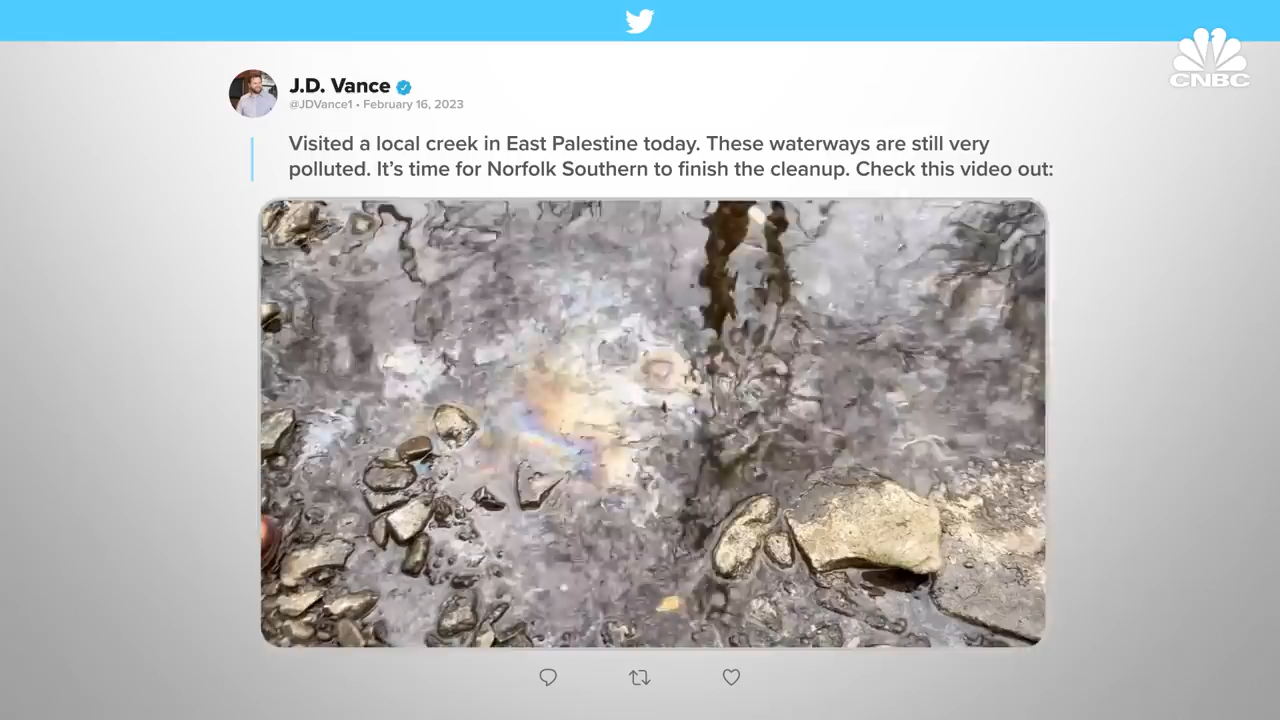 CNBC
J.D. Vance
@JDVance1 • February 16, 2023
Visited a local creek in East Palestine today. These waterways are still very
polluted. It’s time for Norfolk Southern to finish the cleanup. Check this video out: